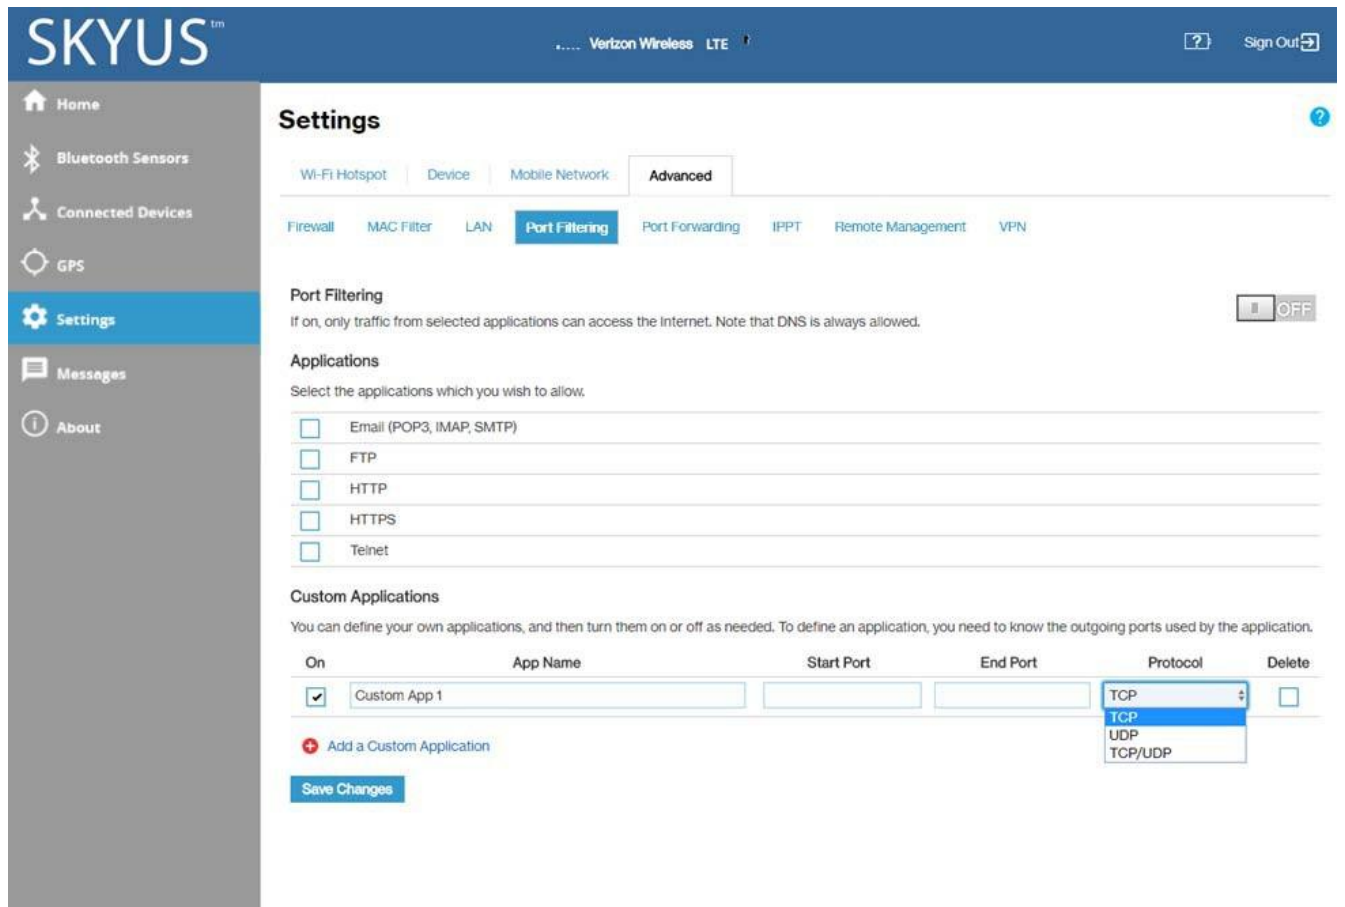 SKYUS™
Verizon Wireless LTE
?
Sign Out
Home
Bluetooth Sensors
Connected Devices
GPS
Settings
Messages
About
Settings
?
Wi-Fi Hotspot Device Mobile Network Advanced
Firewall MAC Filter LAN Port Filtering Port Forwarding IPPT Remote Management VPN
Port Filtering
OFF
If on, only traffic from selected applications can access the Internet. Note that DNS is always allowed.
Applications
Select the applications which you wish to allow.
Email (POP3, IMAP, SMTP)
FTP
HTTP
HTTPS
Telnet
Custom Applications
You can define your own applications, and then turn them on or off as needed. To define an application, you need to know the outgoing ports used by the application.
On App Name Start Port End Port Protocol Delete
Custom App 1 TCP
TCP
UDP
TCP/UDP
Add a Custom Application
Save Changes